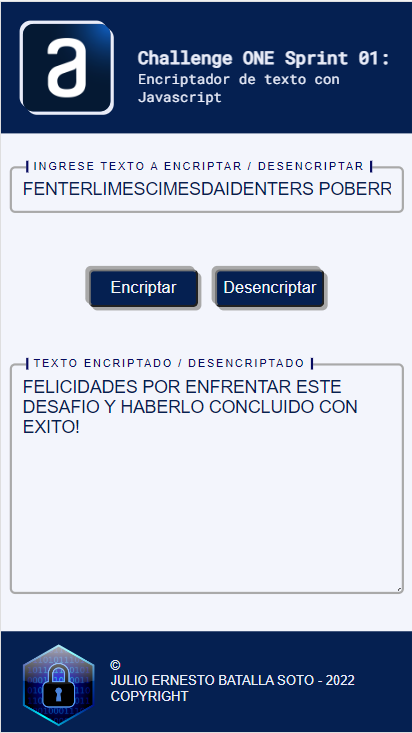 a
Challenge ONE Sprint 01:
Encriptador de texto con
Javascript
INGRESE TEXTO A ENCRIPTAR / DESENCRIPTAR
FENTERLIMESCIMESDAIDENTERS POBERR
Encriptar
Desencriptar
TEXTO ENCRIPTADO / DESENCRIPTADO
FELICIDADES POR ENFRENTAR ESTE
DESAFIO Y HABERLO CONCLUIDO CON
EXITO!
©
JULIO ERNESTO BATALLA SOTO - 2022
COPYRIGHT